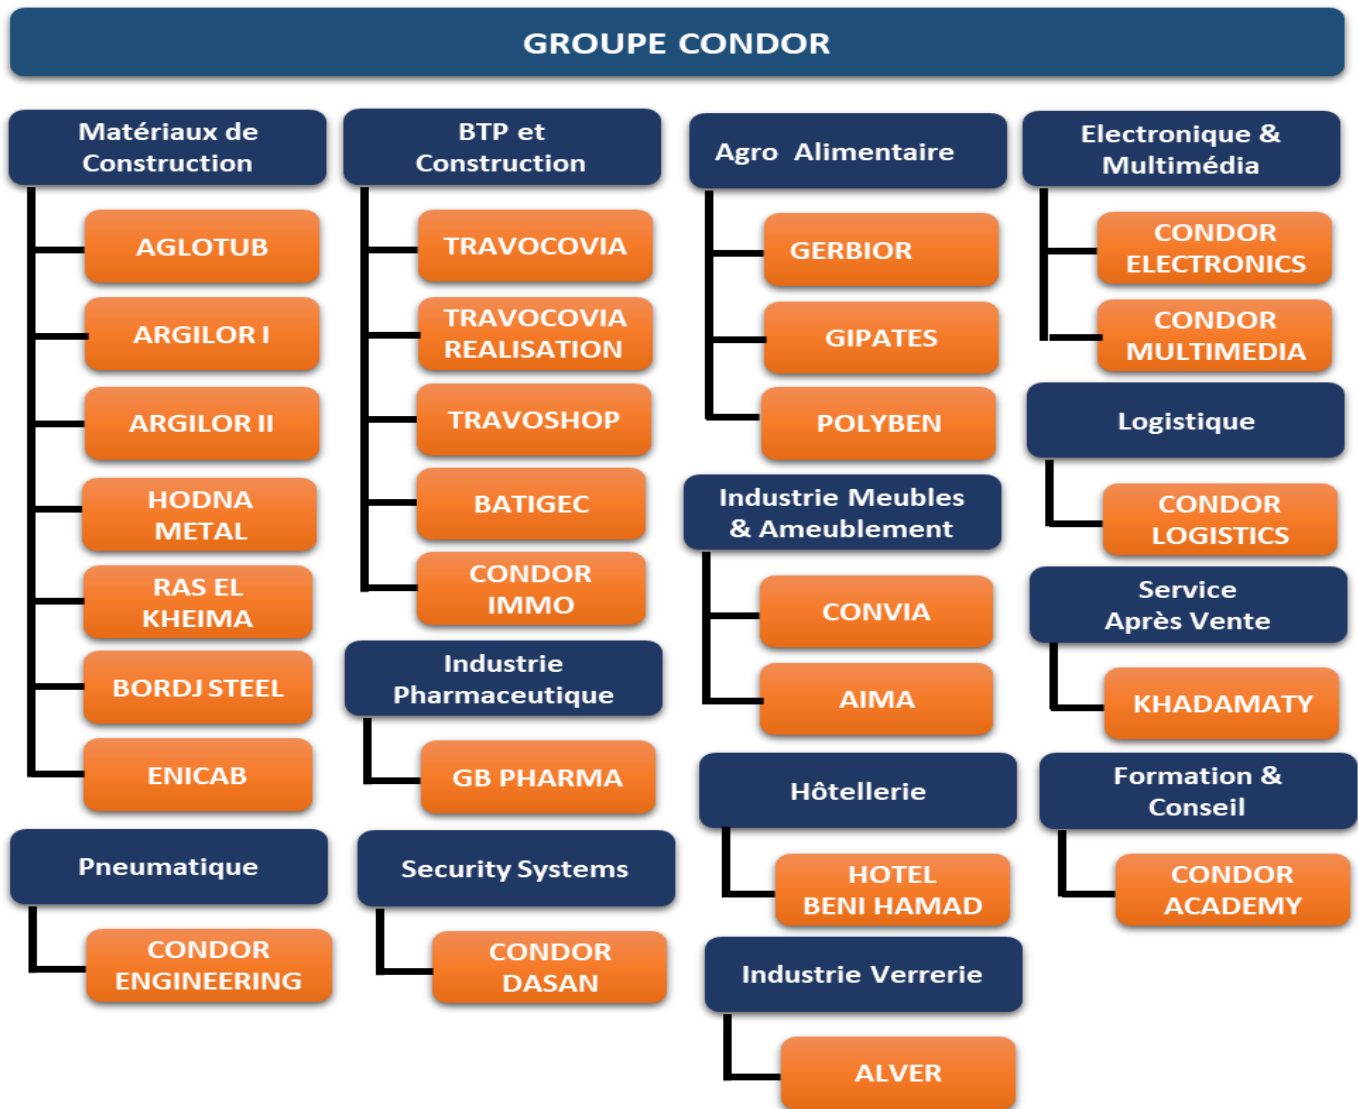 GROUPE CONDOR
Matériaux de
Construction
AGLOTUB
ARGILOR I
ARGILOR II
HODNA
METAL
RAS EL
KHEIMA
BORDJ STEEL
ENICAB
Pneumatique
CONDOR
ENGINEERING
BTP et
Construction
TRAVOCOVIA
TRAVOCOVIA
REALISATION
TRAVOSHOP
BATIGEC
CONDOR
IMMO
Industrie
Pharmaceutique
GB PHARMA
Security Systems
CONDOR
DASAN
Agro Alimentaire
GERBIOR
GIPATES
POLYBEN
Industrie Meubles
& Ameublement
CONVIA
AIMA
Hôtellerie
HOTEL
BENI HAMAD
Industrie Verrerie
ALVER
Electronique &
Multimédia
CONDOR
ELECTRONICS
CONDOR
MULTIMEDIA
Logistique
CONDOR
LOGISTICS
Service
Après Vente
KHADAMATY
Formation &
Conseil
CONDOR
ACADEMY